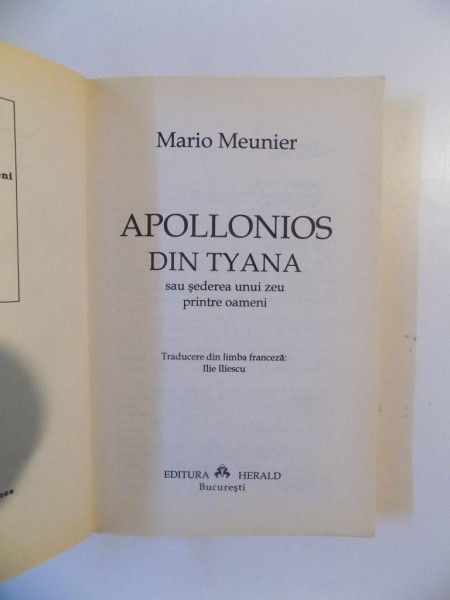 Mario Meunier
APOLLONIOS
DIN TYANA
sau şederea unui zeu
printre oameni
Traducere din limba franceză:
Ilie Iliescu
EDITURA HERALD
Bucureşti